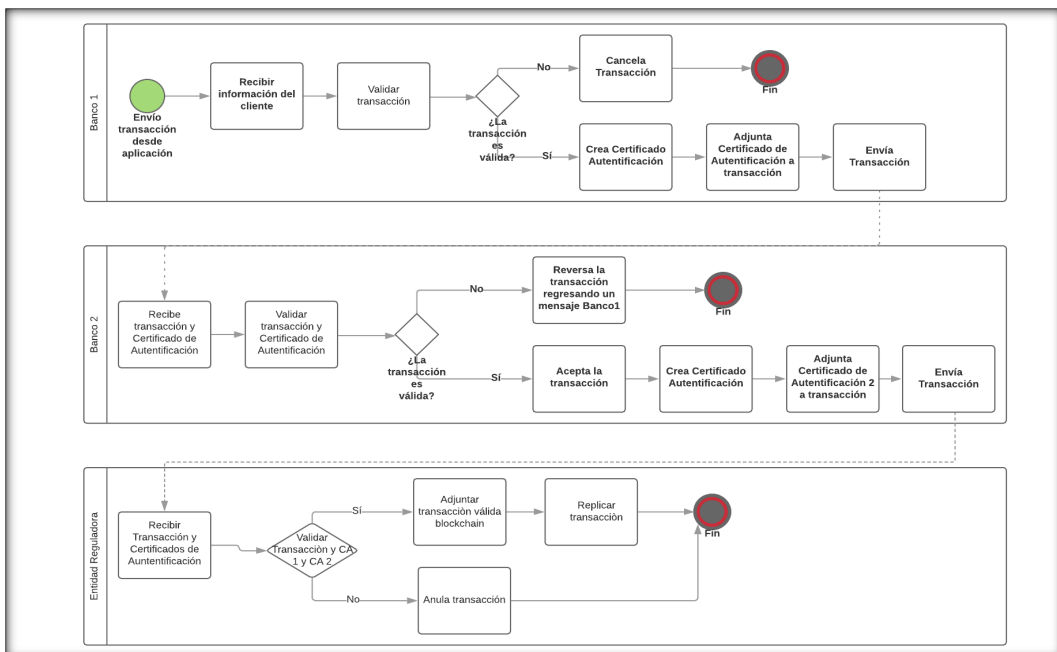 Banco 1
Envío
transacción
desde
aplicación
Recibir
información del
cliente
Validar
transacción
¿La
transacción
es
válida?
No
Cancela
Transacción
Fin
Sí
Crea Certificado
Autentificación
Adjunta
Certificado de
Autentificación a
transacción
Envía
Transacción
Banco 2
Recibe
transacción y
Certificado de
Autentificación
Validar
transacción y
Certificado de
Autentificación
¿La
transacción
es
válida?
No
Reversa la
transacción
regresando un
mensaje Banco1
Fin
Sí
Acepta la
transacción
Crea Certificado
Autentificación
Adjunta
Certificado de
Autentificación 2
a transacción
Envía
Transacción
Entidad Reguladora
Recibir
Transacción y
Certificados de
Auntentificación
Validar
Transacciòn y CA
1 y CA 2
Sí
Adjuntar
transacciòn válida
blockchain
Replicar
transacciòn
Fin
No
Anula transacción